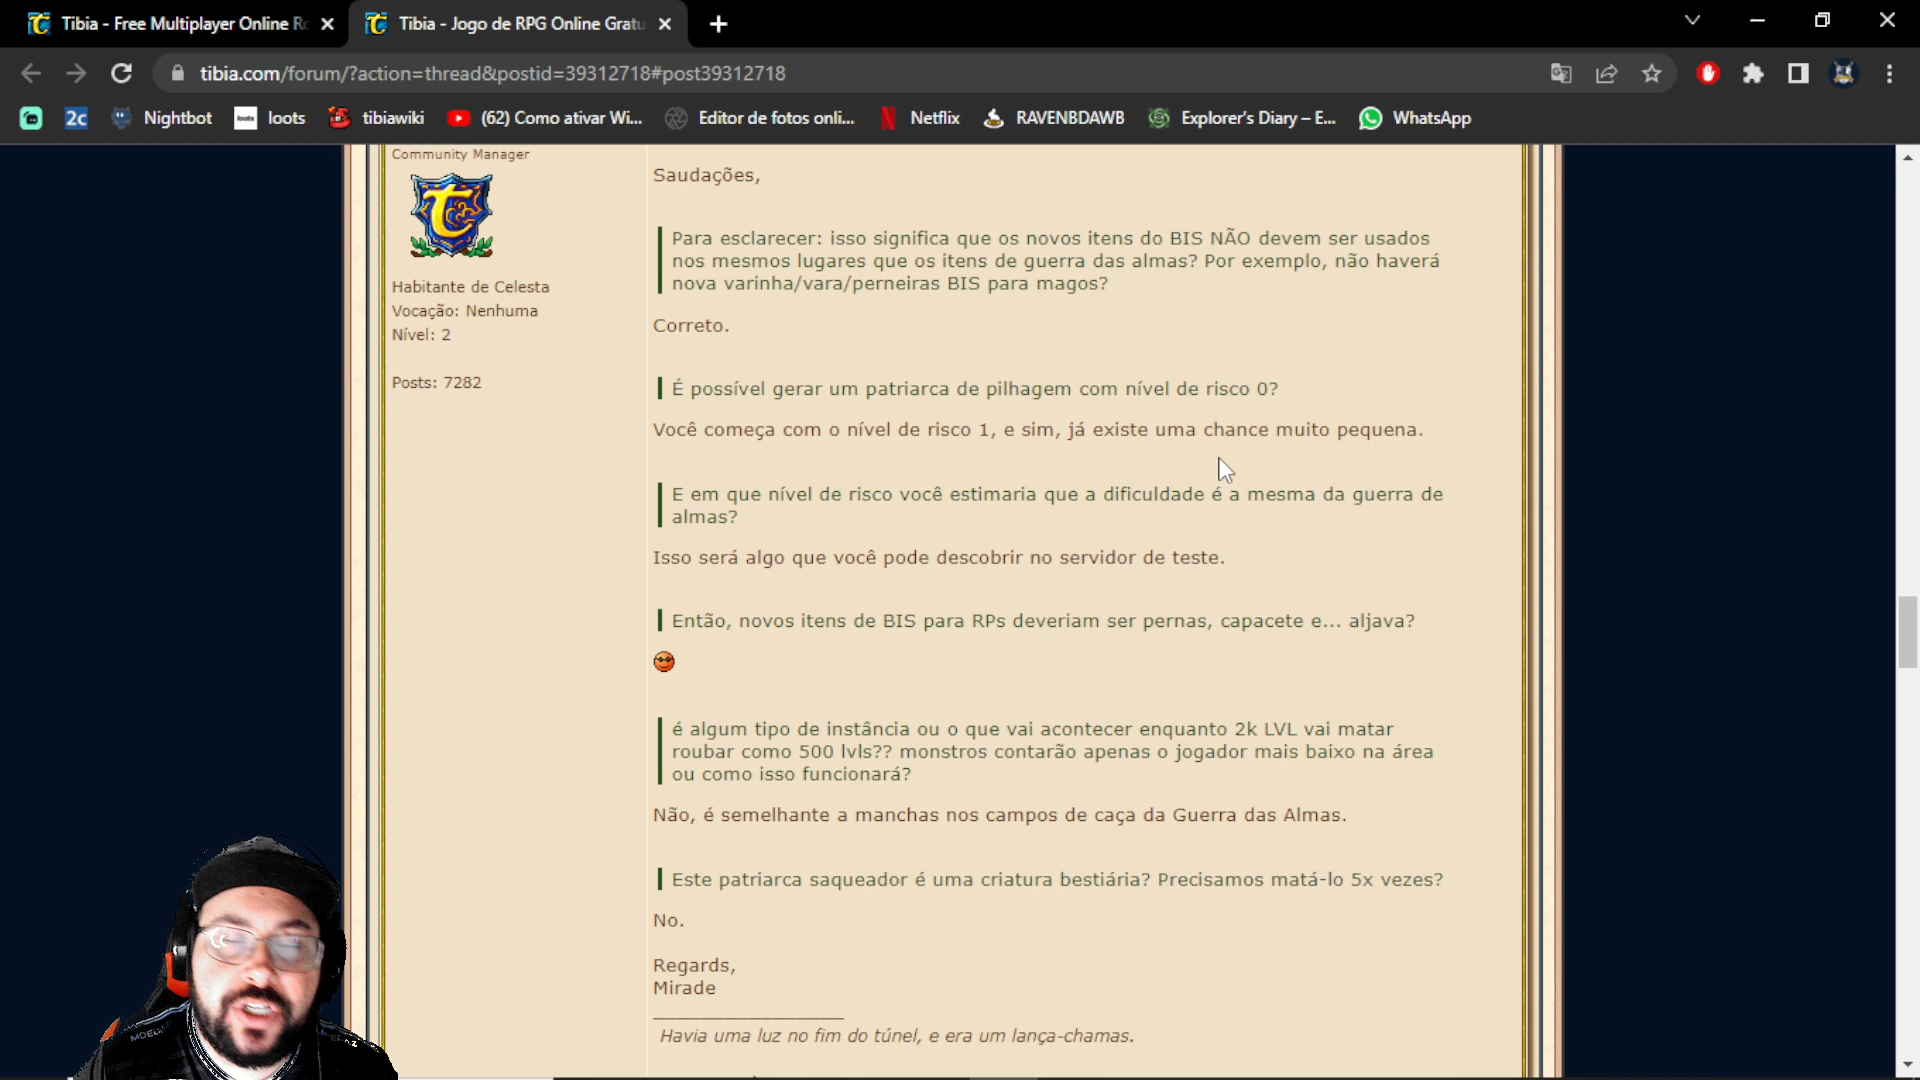 Tibia - Free Multiplayer Online Ro
Tibia - Jogo de RPG Online Gratu
tibia.com/forum/?action=thread&postid=39312718#post39312718
2c
Nightbot
loots
loots
tibiawiki
(62) Como ativar Wi...
Editor de fotos onli...
Netflix
RAVENBDAWB
Explorer's Diary – E...
WhatsApp
Community Manager
Habitante de Celesta
Vocação: Nenhuma
Nível: 2
Posts: 7282
Saudações,
Para esclarecer: isso significa que os novos itens do BIS NÃO devem ser usados
nos mesmos lugares que os itens de guerra das almas? Por exemplo, não haverá
nova varinha/vara/perneiras BIS para magos?
Correto.
É possível gerar um patriarca de pilhagem com nível de risco 0?
Você começa com o nível de risco 1, e sim, já existe uma chance muito pequena.
E em que nível de risco você estimaria que a dificuldade é a mesma da guerra de
almas?
Isso será algo que você pode descobrir no servidor de teste.
Então, novos itens de BIS para RPs deveriam ser pernas, capacete e... aljava?
é algum tipo de instância ou o que vai acontecer enquanto 2k LVL vai matar
roubar como 500 lvls?? monstros contarão apenas o jogador mais baixo na área
ou como isso funcionará?
Não, é semelhante a manchas nos campos de caça da Guerra das Almas.
Este patriarca saqueador é uma criatura bestiária? Precisamos matá-lo 5x vezes?
No.
Regards,
Mirade
Havia uma luz no fim do túnel, e era um lança-chamas.